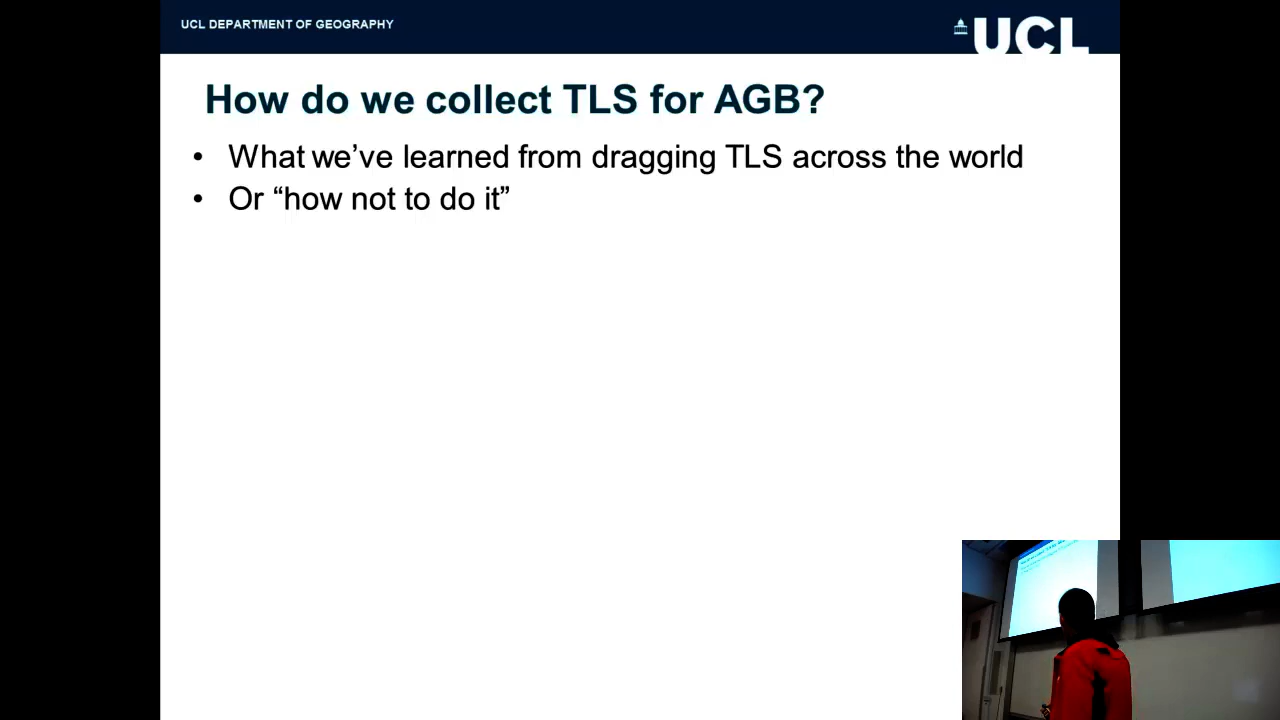 UCL DEPARTMENT OF GEOGRAPHY
UCL
How do we collect TLS for AGB?
• What we’ve learned from dragging TLS across the world
• Or “how not to do it”